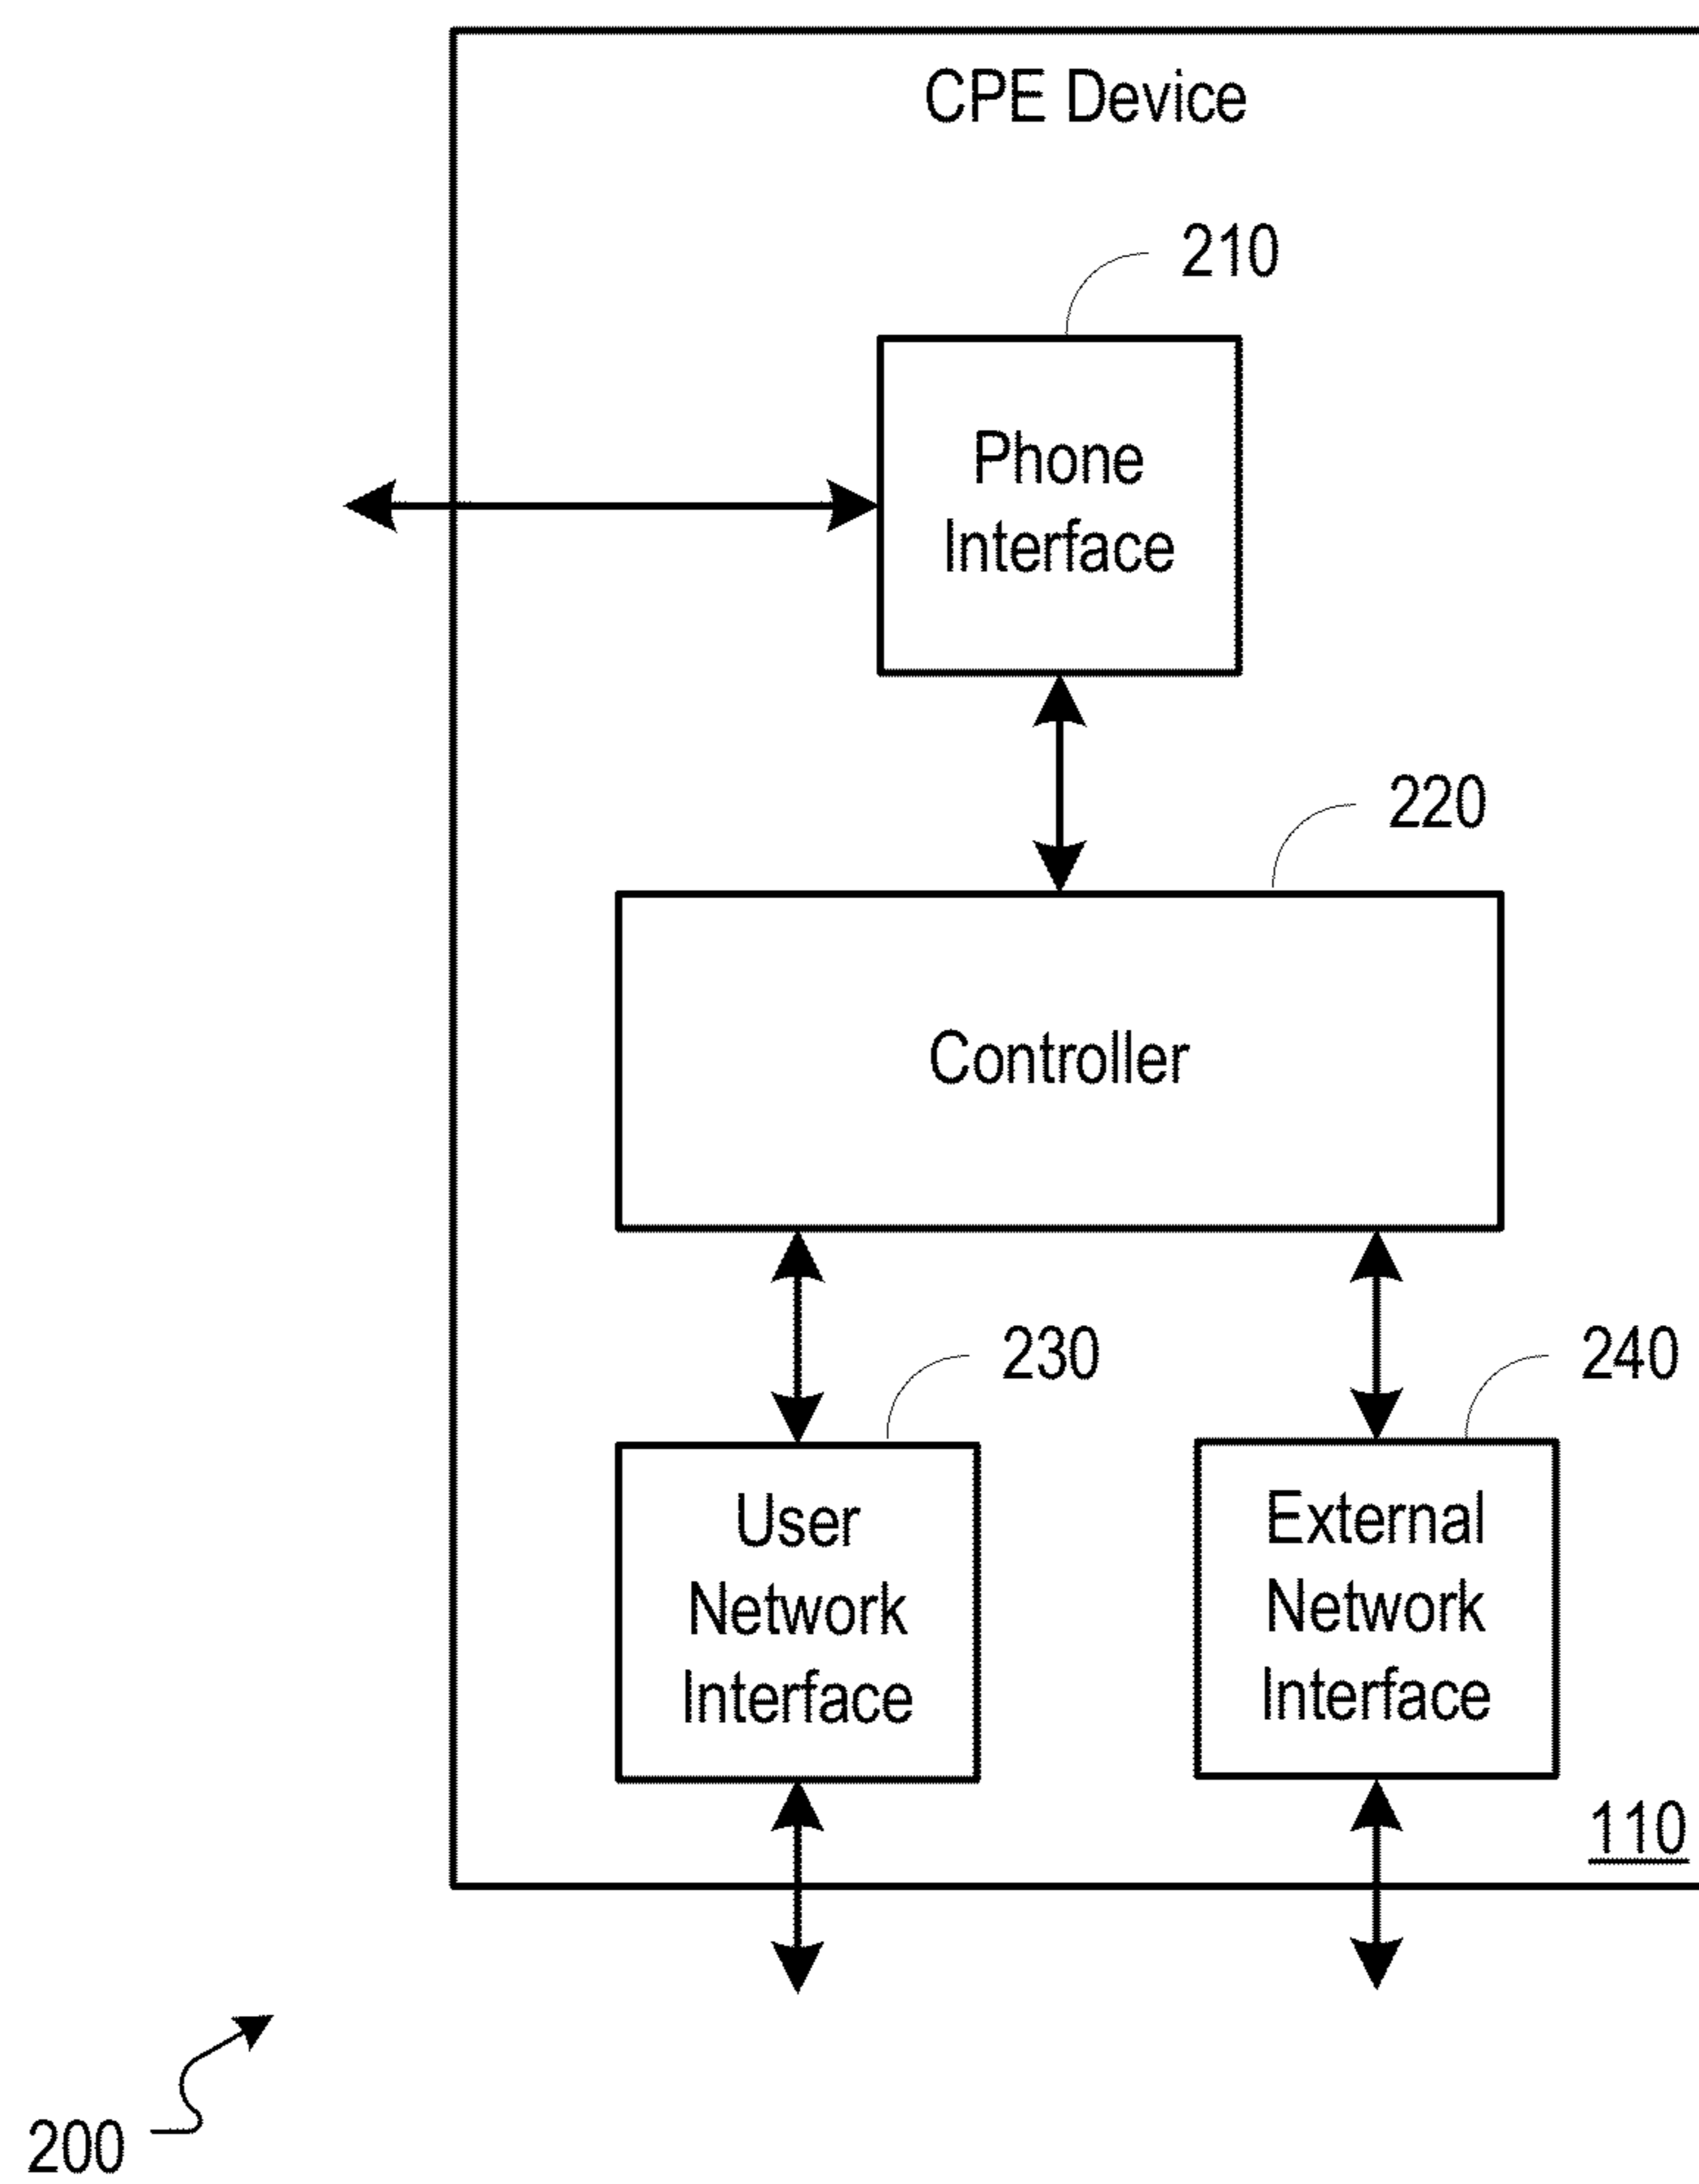 CPE Device
210
Phone
Interface
220
Controller
230
240
User
Network
Interface
External
Network
Interface
110
200